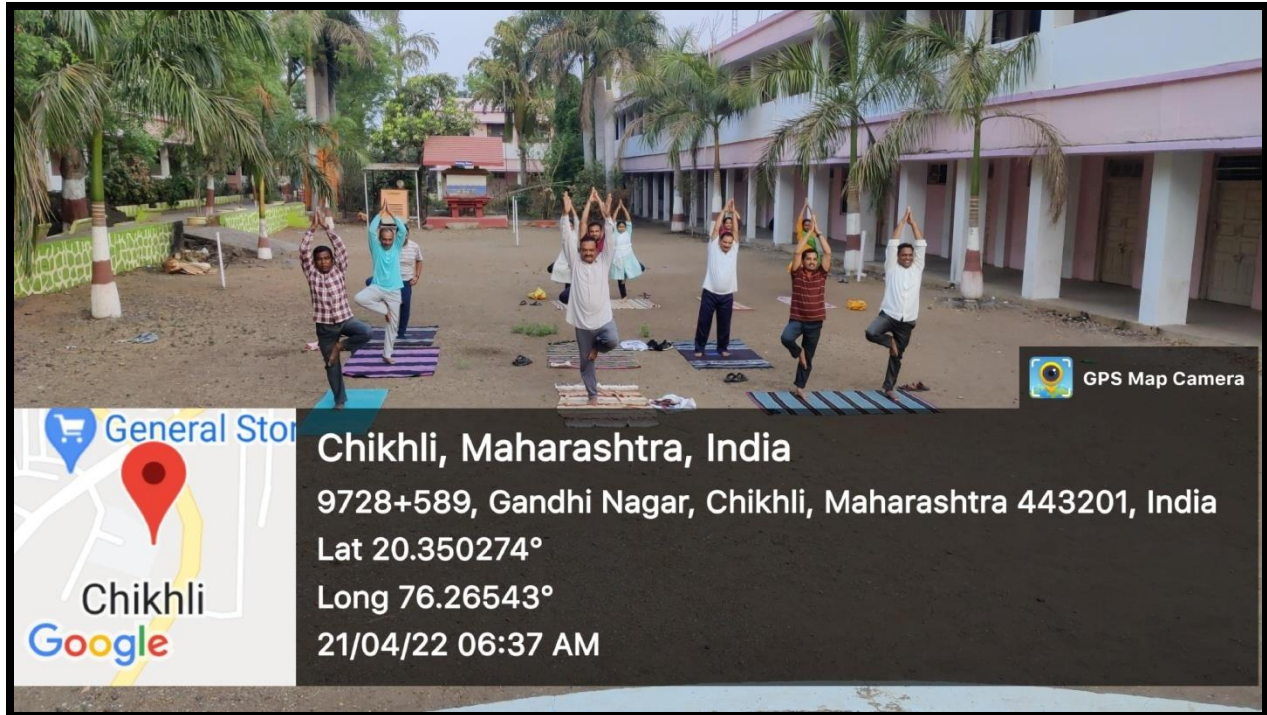 GPS Map Camera
General Stor
Chikhli
Google
Chikhli, Maharashtra, India
9728+589, Gandhi Nagar, Chikhli, Maharashtra 443201, India
Lat 20.350274°
Long 76.26543°
21/04/22 06:37 AM